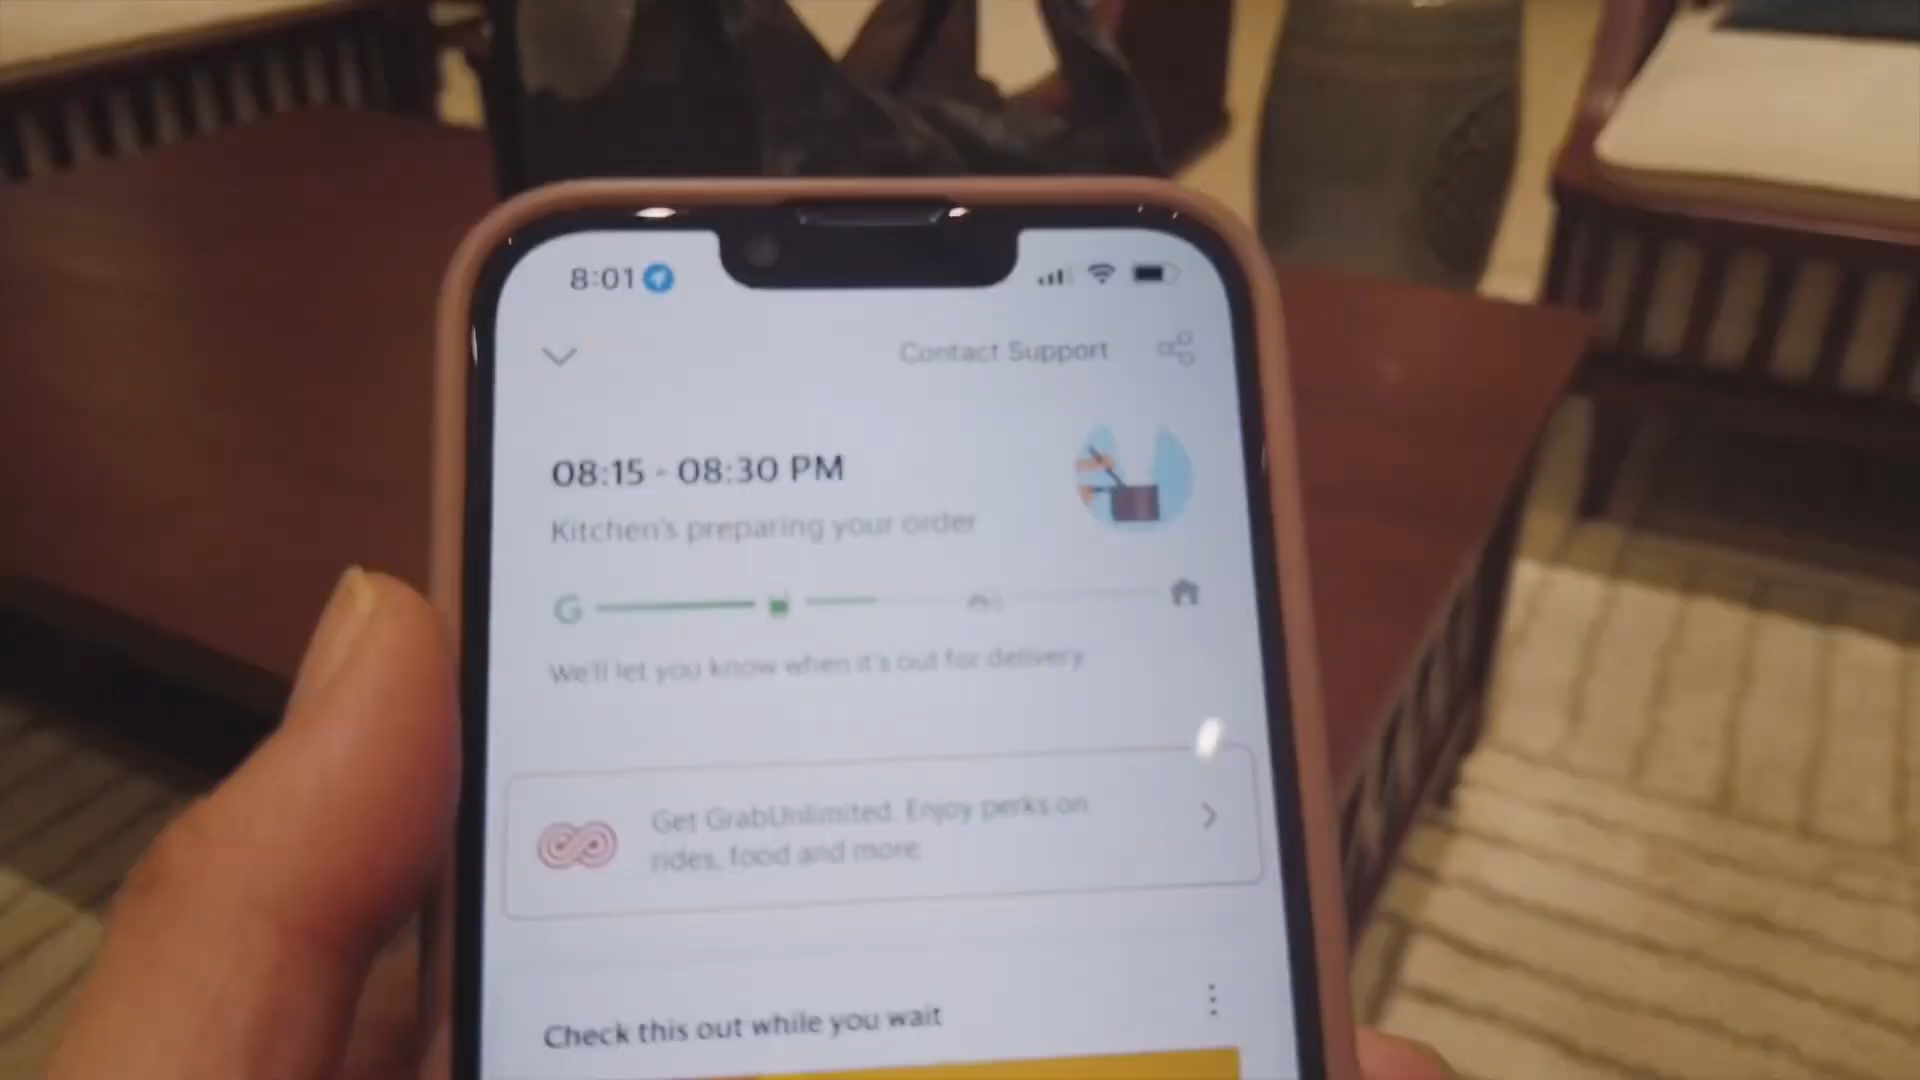 8:01
Contact Support
08:15 - 08:30 PM
Kitchen's preparing your order
G
We'll let you know when it's out for delivery
Get GrabUnlimited. Enjoy perks on
rides, food and more.
Check this out while you wait